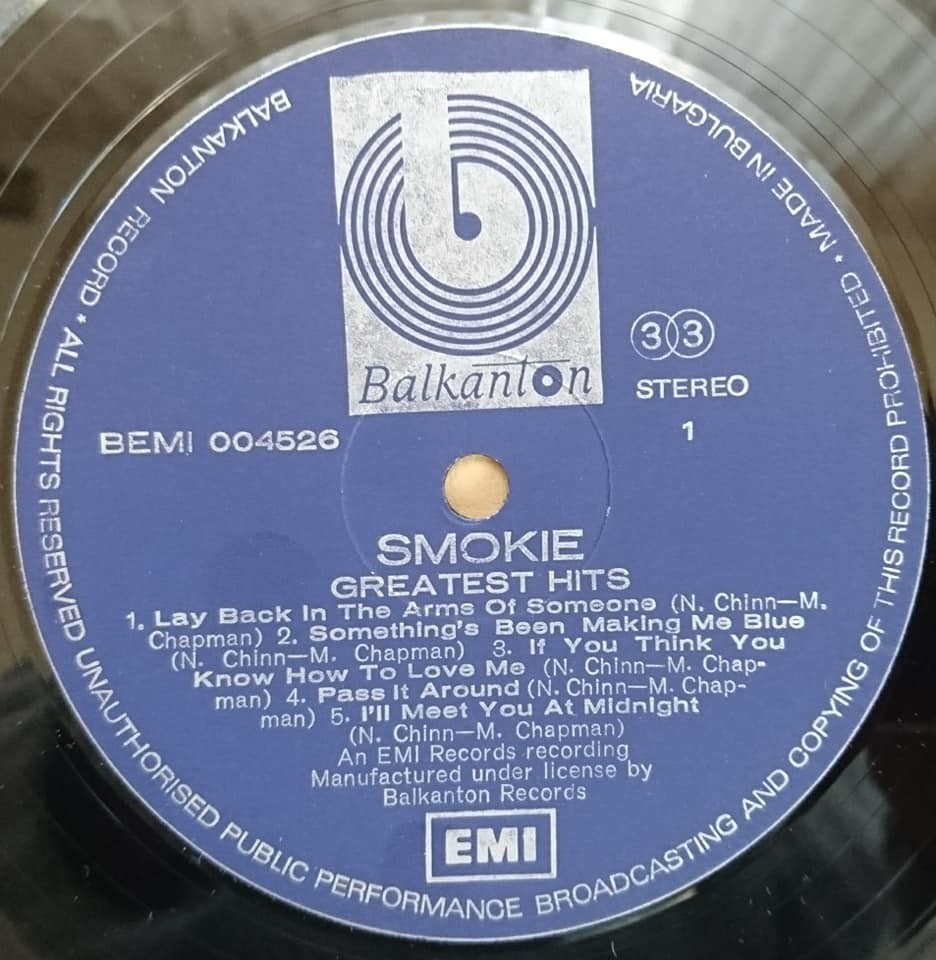 BALKANTON RECORD * ALL RIGHTS RESERVED UNAUTHORISED PUBLIC PERFORMANCE BROADCASTING AND COPYING OF THIS RECORD PROHIBITED * MADE IN BULGARIA
b
Balkanton
33
STEREO
BEMI 004526
1
SMOKIE
GREATEST HITS
1. Lay Back In The Arms Of Someone (N. Chinn—M.
Chapman) 2. Something's Been Making Me Blue
(N. Chinn—M. Chapman) 3. If You Think You
Know How To Love Me (N. Chinn—M. Chap-
man) 4. Pass It Around (N. Chinn—M. Chap-
man) 5. I'll Meet You At Midnight
(N. Chinn—M. Chapman)
An EMI Records recording
Manufactured under license by
Balkanton Records
EMI